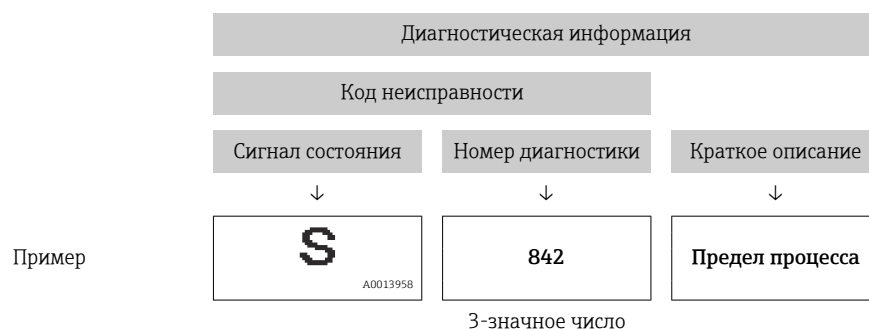 Диагностическая информация
Код неисправности
Сигнал состояния Номер диагностики Краткое описание
↓ ↓ ↓
Пример S 842 Предел процесса
A0013958
3-значное число